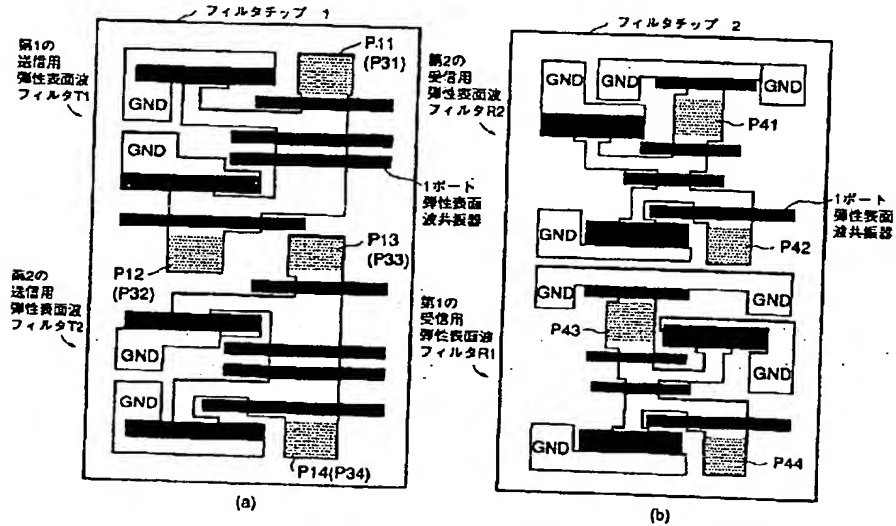 フィルタチップ 1
第1の
送信用
弾性表面波
フィルタT1
P11
(P31)
GND
GND
1ポート
弾性表面
波共振器
P12
(P32)
P13
(P33)
第2の
送信用
弾性表面波
フィルタT2
GND
GND
P14(P34)
(a)
フィルタチップ 2
第2の
受信用
弾性表面波
フィルタR2
GND
GND
GND
P41
1ポート
弾性表面
波共振器
GND
P42
第1の
受信用
弾性表面波
フィルタR1
GND
GND
P43
GND
GND
P44
(b)